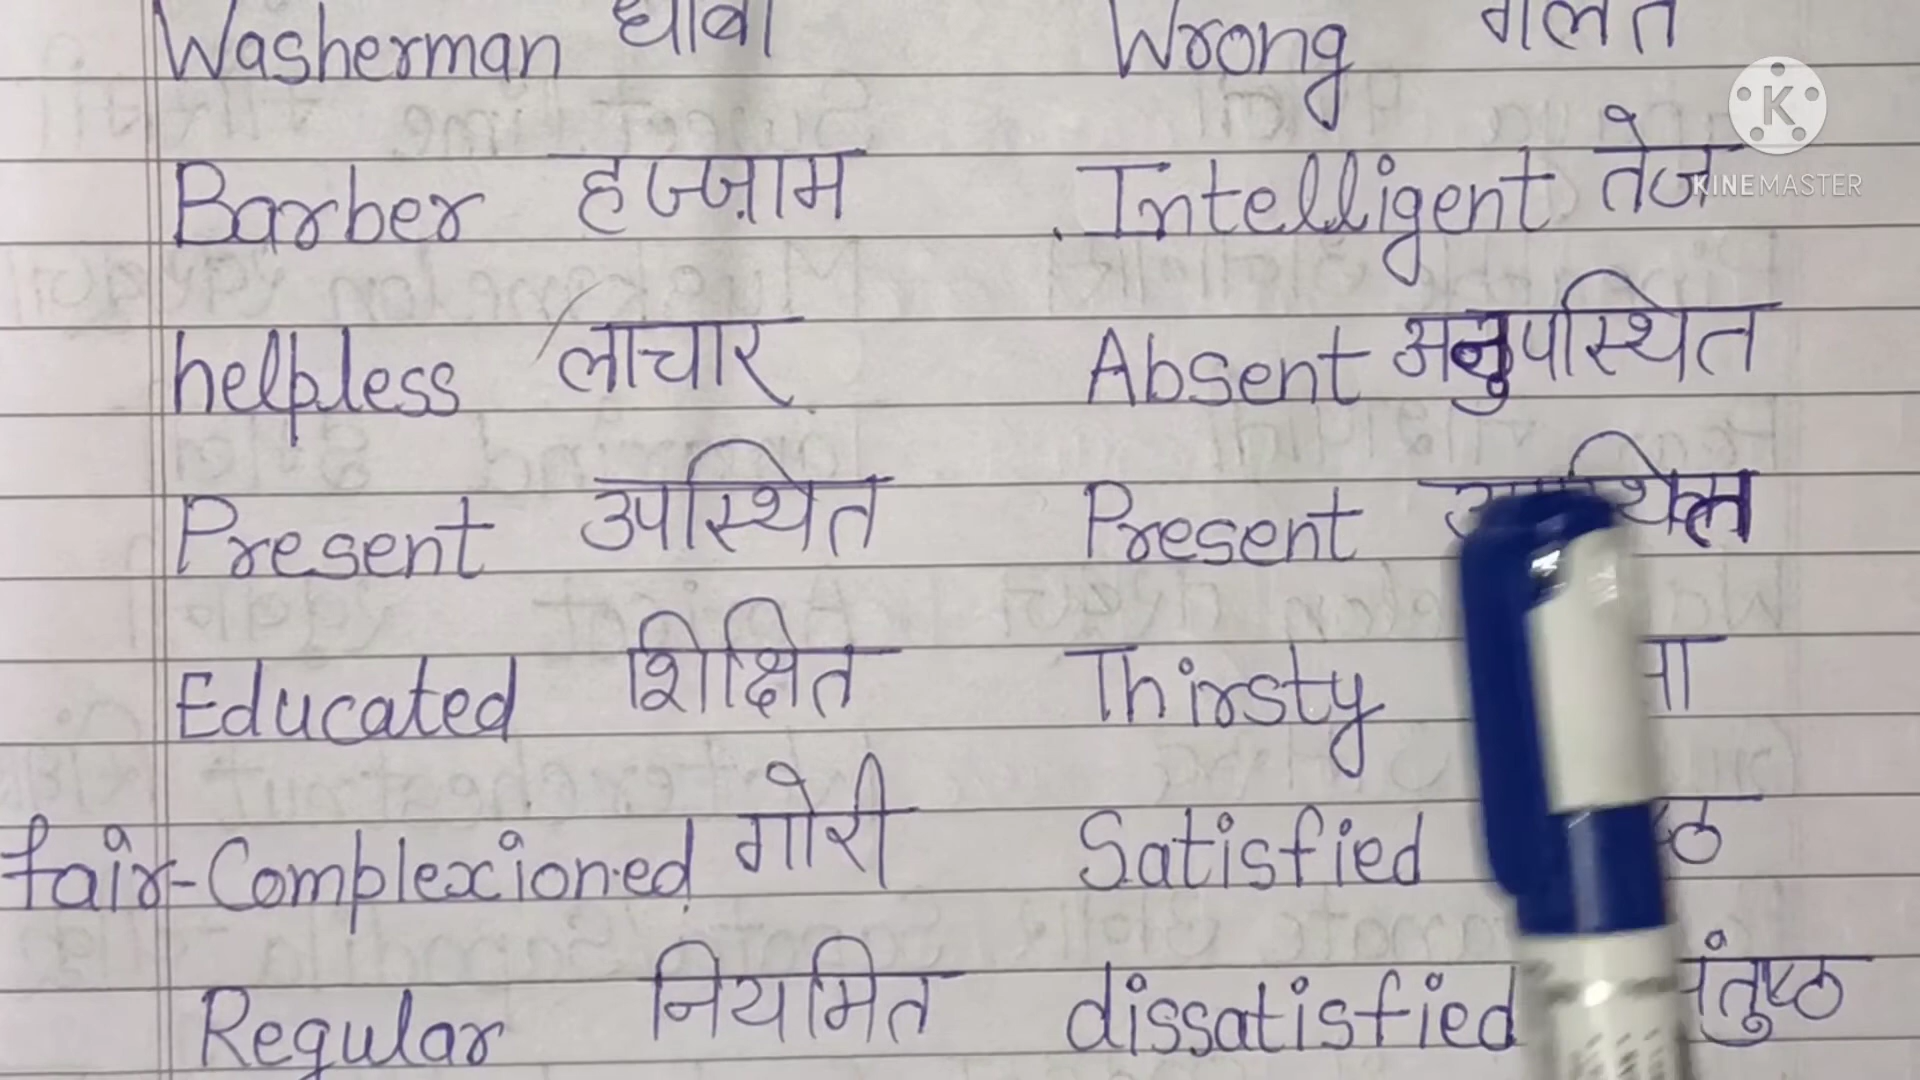 Washerman धोबी Wrong गलत
Barber हज्ज़ाम Intelligent तेज
helpless लाचार Absent अनुपस्थित
Present उपस्थित Present
Educated शिक्षित Thirsty
fair-Complexioned गोरी Satisfied
Regular नियमित dissatisfied
KINEMASTER